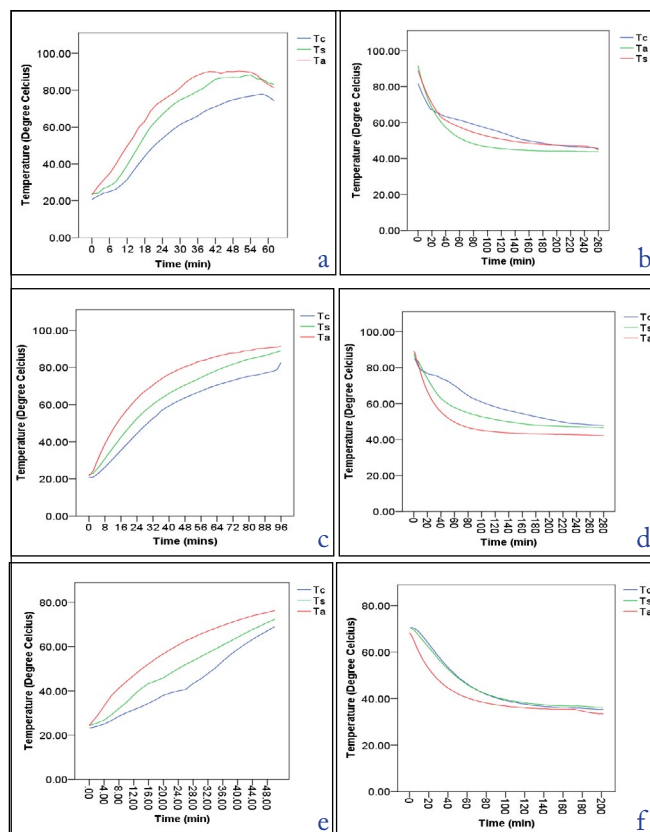 Tc
Ts
Ta
100.00
80.00
60.00
40.00
20.00
0.00
Temperature (Degree Celcius)
0 6 12 18 24 30 36 42 48 54 60
Time (min)
a
Tc
Ta
Ts
100.00
80.00
60.00
40.00
20.00
0.00
Temperature (Degree Celcius)
0 20 40 60 80 100 120 140 160 180 200 220 240 260
Time (min)
b
Tc
Ts
Ta
100.00
80.00
60.00
40.00
20.00
0.00
Temperature (Degree Celcius)
0 8 16 24 32 40 48 56 64 72 80 88 96
Time (mins)
c
Tc
Ts
Ta
100.00
80.00
60.00
40.00
20.00
0.00
Temperature (Degree Celcius)
0 20 40 60 80 100 120 140 160 180 200 220 240 260 280
Time (min)
d
Tc
Ts
Ta
80.00
60.00
40.00
20.00
0.00
Temperature (Degree Celcius)
.00 4.00 8.00 12.00 16.00 20.00 24.00 28.00 32.00 36.00 40.00 44.00 48.00
Time (min)
e
Tc
Ts
Ta
80.00
60.00
40.00
20.00
0.00
Temperature (Degree Celcius)
0 20 40 60 80 100 120 140 160 180 200
Time (min)
f